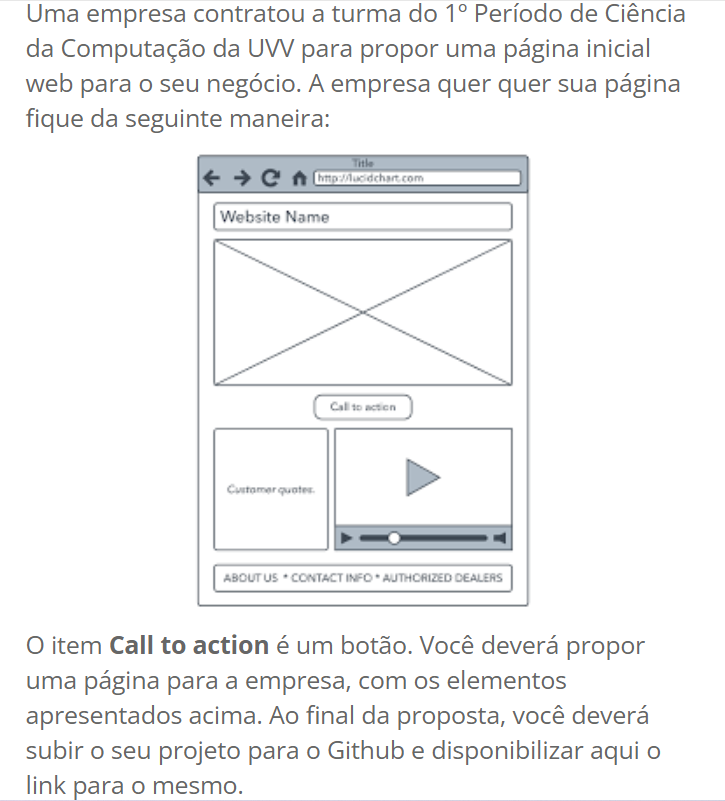 Uma empresa contratou a turma do 1º Período de Ciência
da Computação da UVV para propor uma página inicial
web para o seu negócio. A empresa quer quer sua página
fique da seguinte maneira:
Title
http://lucidchart.com
Website Name
Call to action
Customer quotes.
ABOUT US * CONTACT INFO * AUTHORIZED DEALERS
O item Call to action é um botão. Você deverá propor
uma página para a empresa, com os elementos
apresentados acima. Ao final da proposta, você deverá
subir o seu projeto para o Github e disponibilizar aqui o
link para o mesmo.